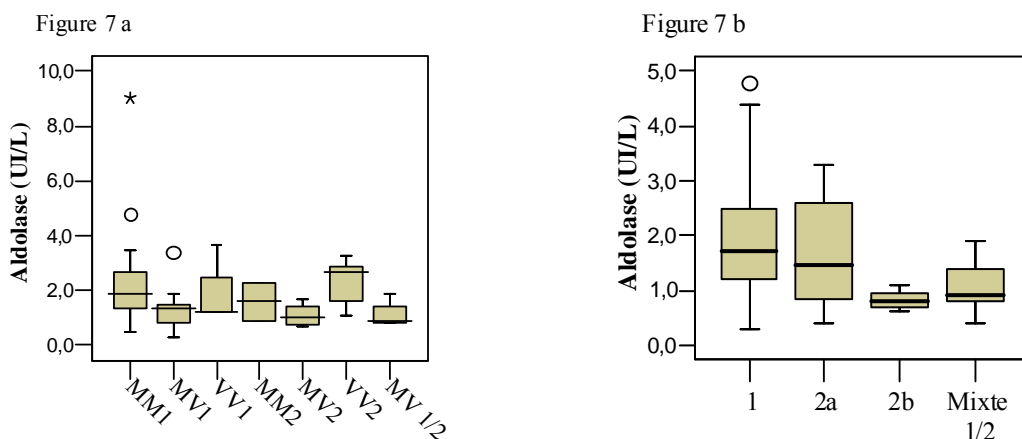 Figure 7 a
Aldolase (UI/L)
10,0
8,0
6,0
4,0
2,0
0,0
MM1
MV1
VV1
MM2
MV2
VV2
MV 1/2
Figure 7 b
Aldolase (UI/L)
5,0
4,0
3,0
2,0
1,0
0,0
1
2a
2b
Mixte
1/2